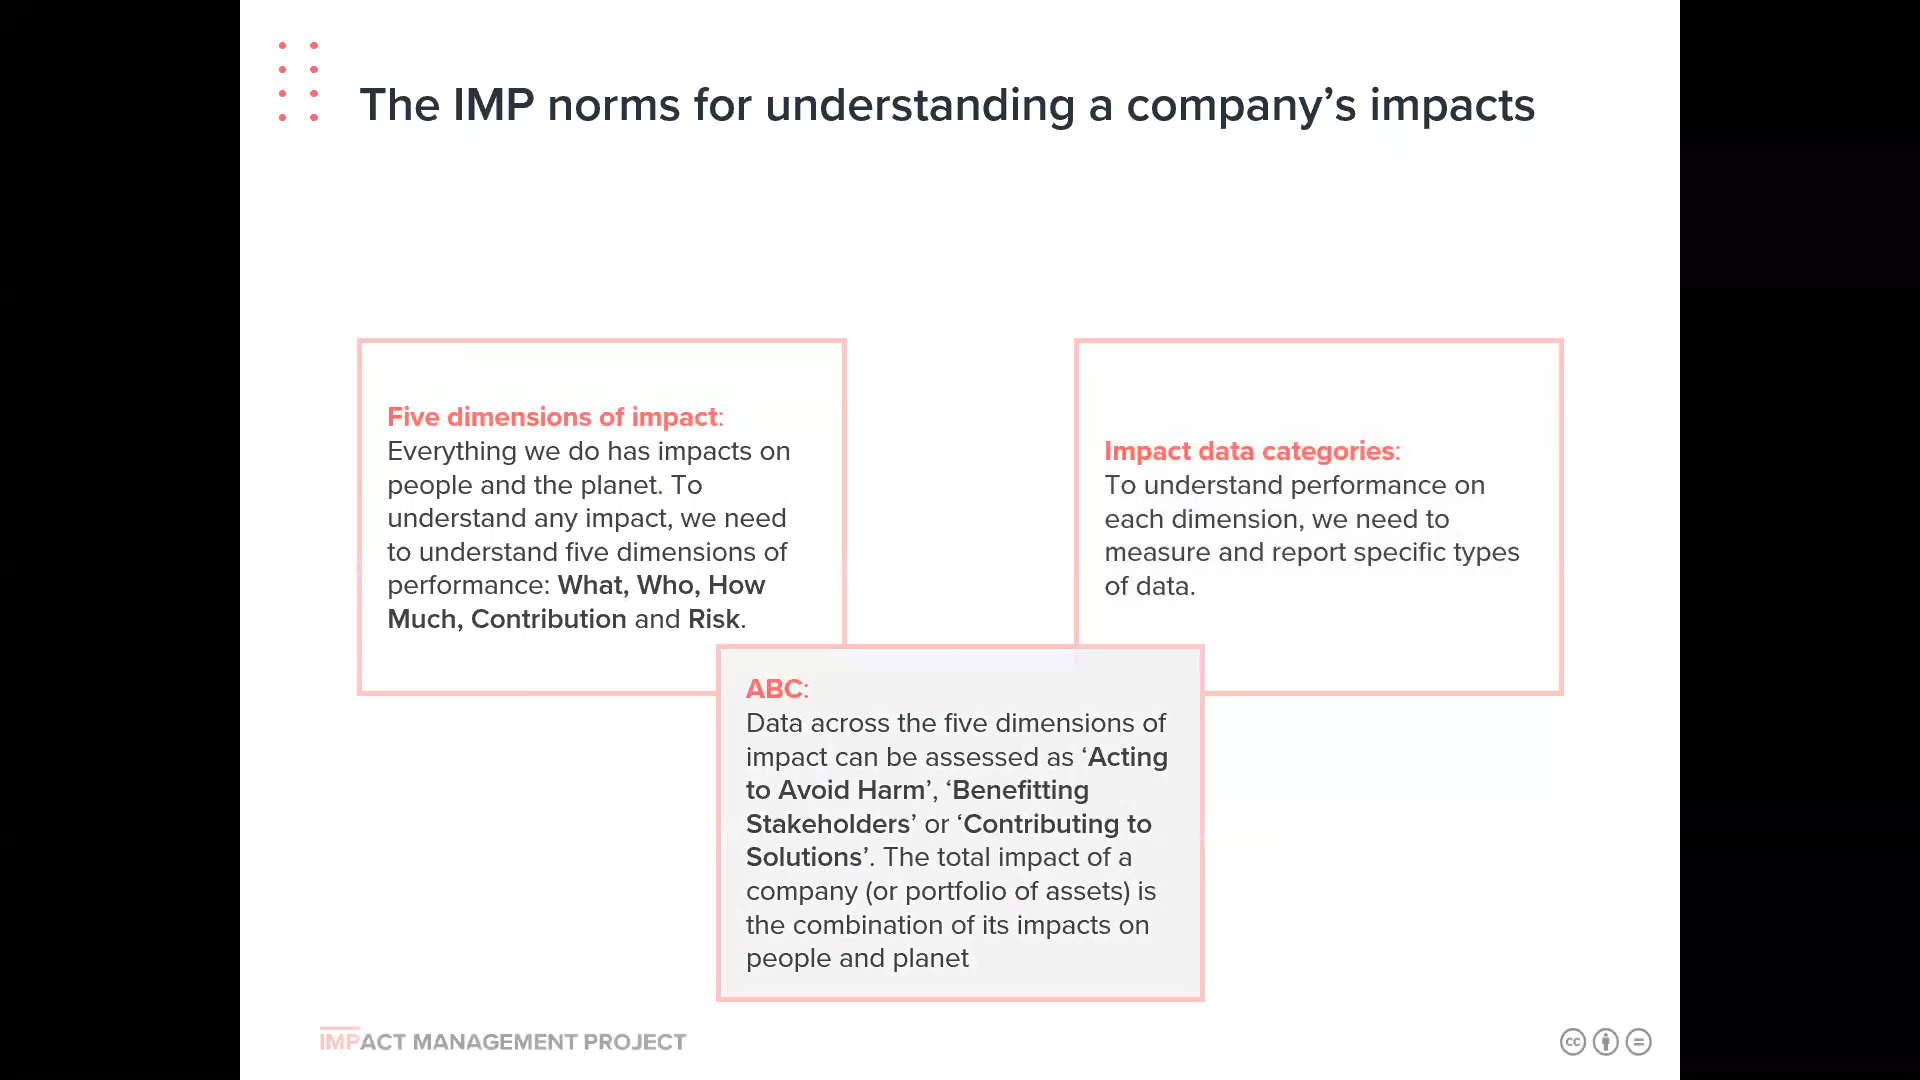 The IMP norms for understanding a company’s impacts
Five dimensions of impact:
Everything we do has impacts on
people and the planet. To
understand any impact, we need
to understand five dimensions of
performance: What, Who, How
Much, Contribution and Risk.
Impact data categories:
To understand performance on
each dimension, we need to
measure and report specific types
of data.
ABC:
Data across the five dimensions of
impact can be assessed as ‘Acting
to Avoid Harm’, ‘Benefitting
Stakeholders’ or ‘Contributing to
Solutions’. The total impact of a
company (or portfolio of assets) is
the combination of its impacts on
people and planet
IMPACT MANAGEMENT PROJECT
cc